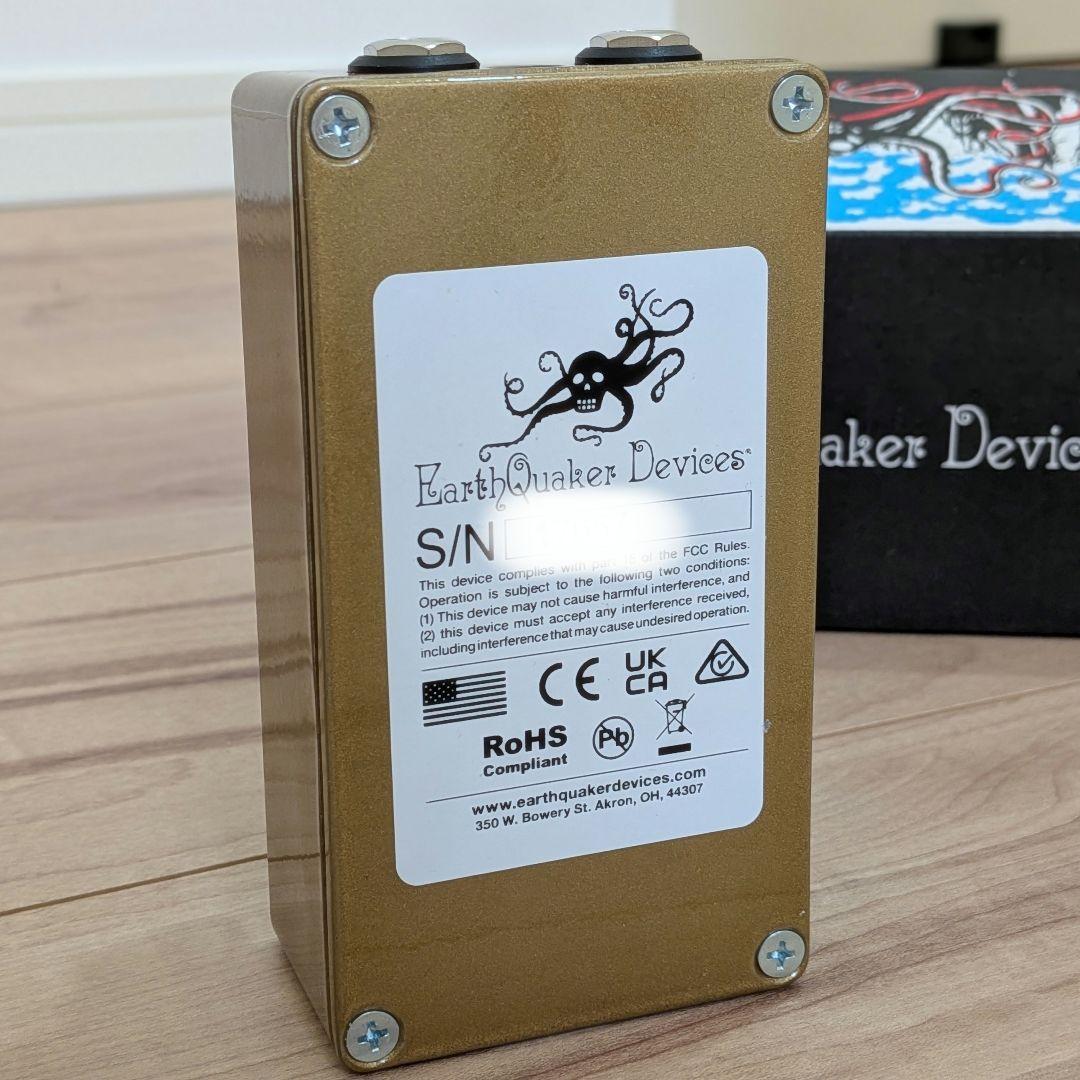 EarthQuaker Devices
S/N
This device complies with part 15 of the FCC Rules.
Operation is subject to the following two conditions:
(1) This device may not cause harmful interference, and
(2) this device must accept any interference received,
including interference that may cause undesired operation.
CE
UK
CA
RoHS
Compliant
Pb
www.earthquakerdevices.com
350 W. Bowery St. Akron, OH, 44307
aker Devic